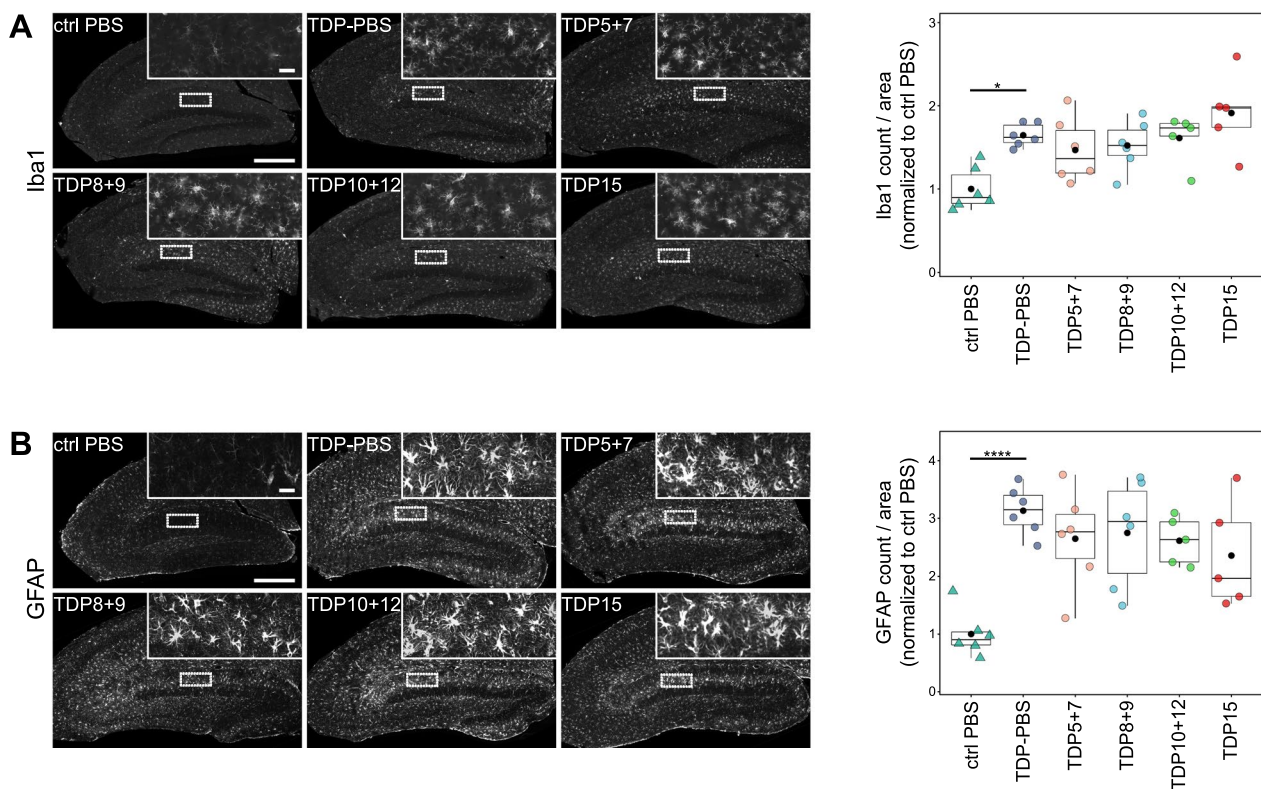 A
ctrl PBS
TDP-PBS
TDP5+7
TDP8+9
TDP10+12
TDP15
Iba1
Iba1 count / area
(normalized to ctrl PBS)
3
2
1
0
*
ctrl PBS
TDP-PBS
TDP5+7
TDP8+9
TDP10+12
TDP15
B
ctrl PBS
TDP-PBS
TDP5+7
TDP8+9
TDP10+12
TDP15
GFAP
GFAP count / area
(normalized to ctrl PBS)
4
3
2
1
0
****
ctrl PBS
TDP-PBS
TDP5+7
TDP8+9
TDP10+12
TDP15